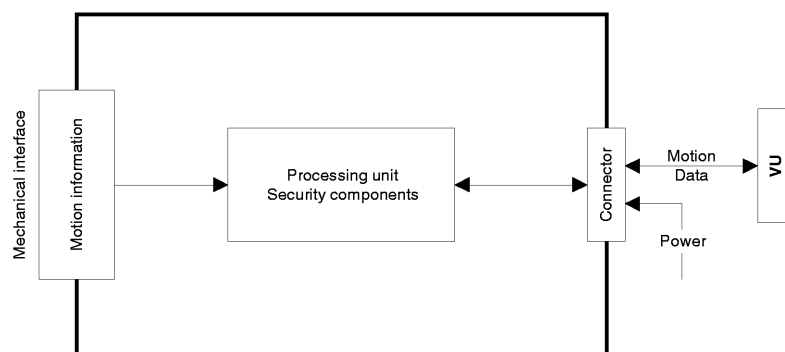 Mechanical interface
Motion information
Processing unit
Security components
Connector
Motion
Data
Power
VU